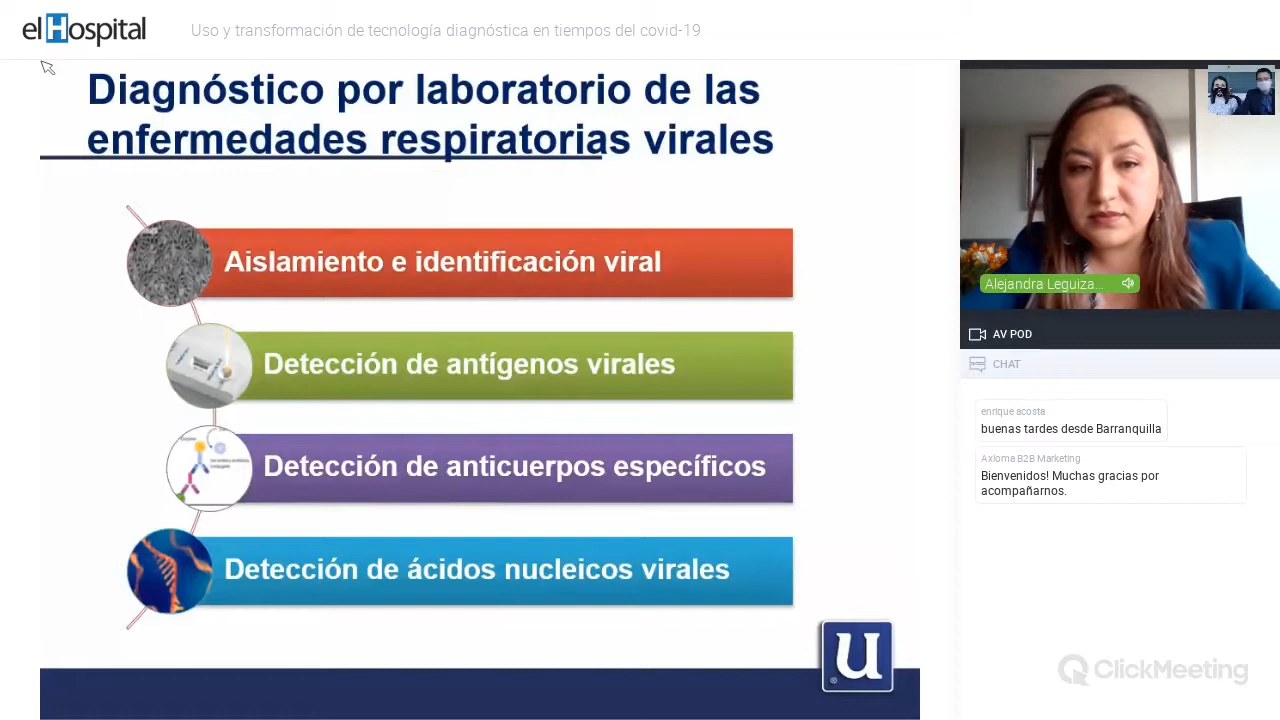 el Hospital
Uso y transformación de tecnología diagnóstica en tiempos del covid-19
Diagnóstico por laboratorio de las
enfermedades respiratorias virales
Aislamiento e identificación viral
Detección de antígenos virales
Detección de anticuerpos específicos
Detección de ácidos nucleicos virales
u
®
Alejandra Leguiza...
AV POD
CHAT
enrique acosta
buenas tardes desde Barranquilla
Axioma B2B Marketing
Bienvenidos! Muchas gracias por
acompañarnos.
ClickMeeting